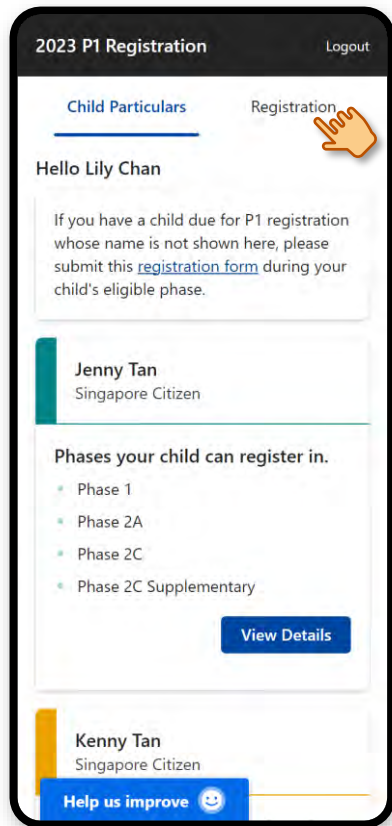 2023 P1 Registration Logout
Child Particulars Registration
Hello Lily Chan
If you have a child due for P1 registration
whose name is not shown here, please
submit this registration form during your
child's eligible phase.
Jenny Tan
Singapore Citizen
Phases your child can register in.
Phase 1
Phase 2A
Phase 2C
Phase 2C Supplementary
View Details
Kenny Tan
Singapore Citizen
Help us improve